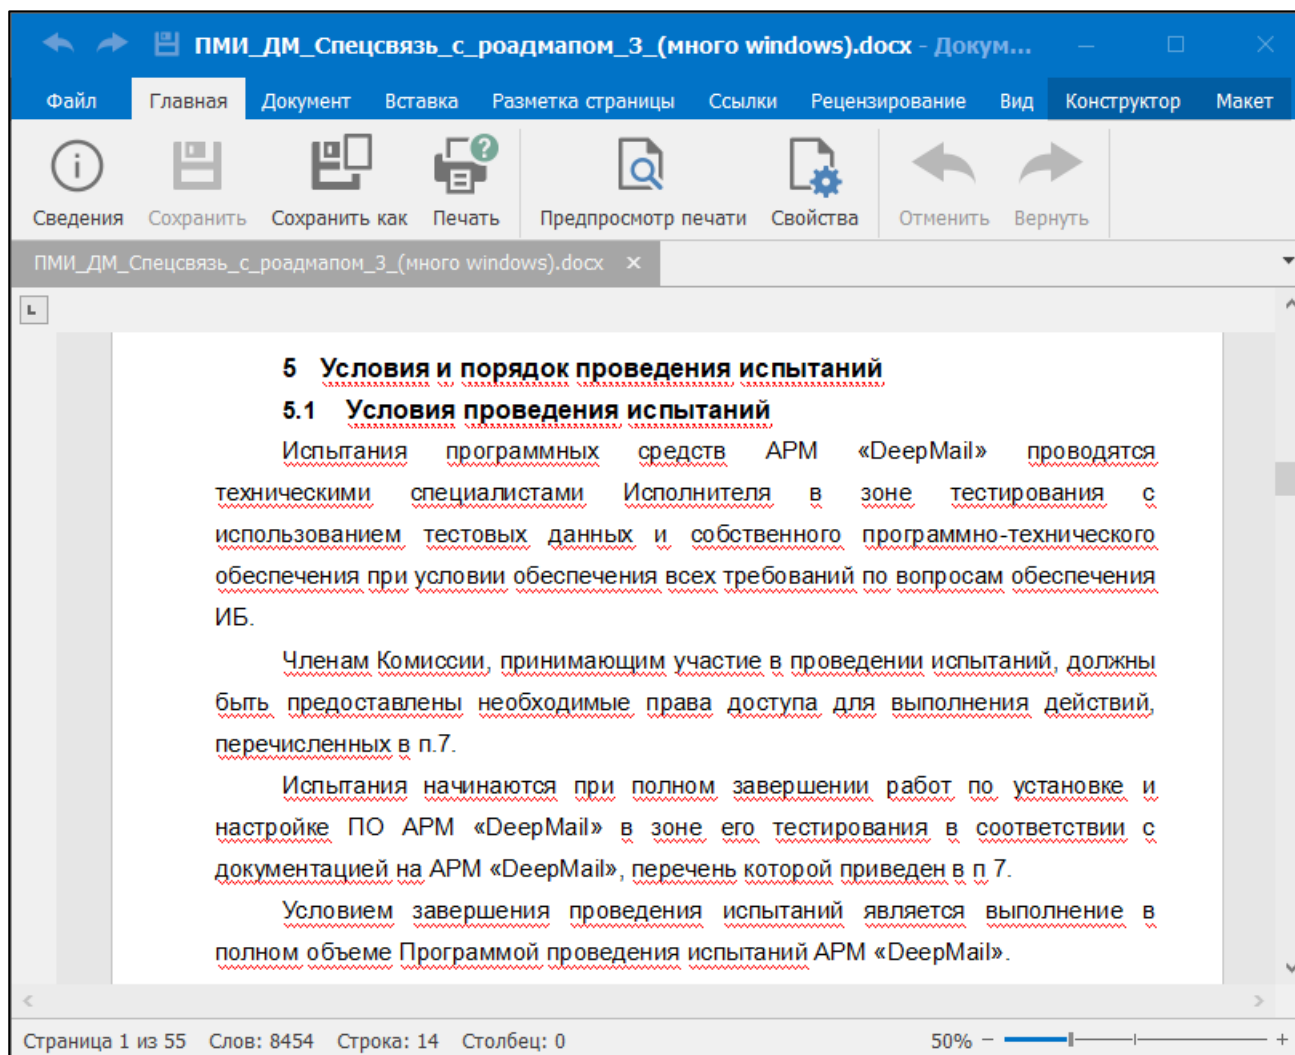 ПМИ_ДМ_Спецсвязь_с_роадмапом_3_(много windows).docx - Докум...
Файл Главная Документ Вставка Разметка страницы Ссылки Рецензирование Вид Конструктор Макет
Сведения Сохранить Сохранить как Печать Предпросмотр печати Свойства Отменить Вернуть
ПМИ_ДМ_Спецсвязь_с_роадмапом_3_(много windows).docx
5 Условия и порядок проведения испытаний
5.1 Условия проведения испытаний
Испытания программных средств АРМ «DeepMail» проводятся
техническими специалистами Исполнителя в зоне тестирования с
использованием тестовых данных и собственного программно-технического
обеспечения при условии обеспечения всех требований по вопросам обеспечения
ИБ.
Членам Комиссии, принимающим участие в проведении испытаний, должны
быть предоставлены необходимые права доступа для выполнения действий,
перечисленных в п.7.
Испытания начинаются при полном завершении работ по установке и
настройке ПО АРМ «DeepMail» в зоне его тестирования в соответствии с
документацией на АРМ «DeepMail», перечень которой приведен в п 7.
Условием завершения проведения испытаний является выполнение в
полном объеме Программой проведения испытаний АРМ «DeepMail».
Страница 1 из 55 Слов: 8454 Строка: 14 Столбец: 0 50%